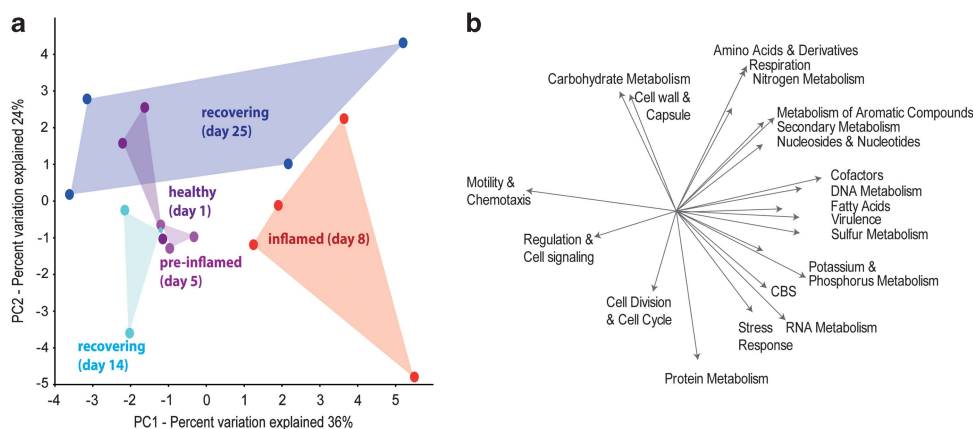 a
PC2 - Percent variation explained 24%
4
3
2
1
0
-1
-2
-3
-4
-5
-4
-3
-2
-1
0
1
2
3
4
5
PC1 - Percent variation explained 36%
recovering
(day 25)
healthy
(day 1)
inflamed (day 8)
pre-inflamed
(day 5)
recovering
(day 14)
b
Amino Acids & Derivatives
Respiration
Nitrogen Metabolism
Carbohydrate Metabolism
Cell wall &
Capsule
Metabolism of Aromatic Compounds
Secondary Metabolism
Nucleosides & Nucleotides
Cofactors
DNA Metabolism
Fatty Acids
Virulence
Sulfur Metabolism
Motility &
Chemotaxis
Regulation &
Cell signaling
Potassium &
Phosphorus Metabolism
CBS
Cell Division
& Cell Cycle
Stress
Response
RNA Metabolism
Protein Metabolism